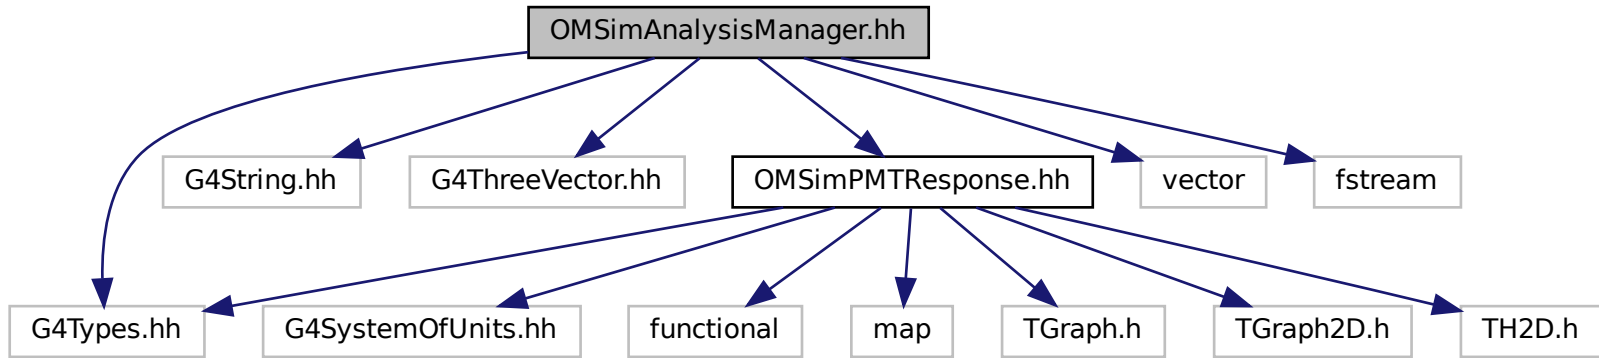 OMSimAnalysisManager.hh
G4String.hh
G4ThreeVector.hh
OMSimPMTResponse.hh
vector
fstream
G4Types.hh
G4SystemOfUnits.hh
functional
map
TGraph.h
TGraph2D.h
TH2D.h